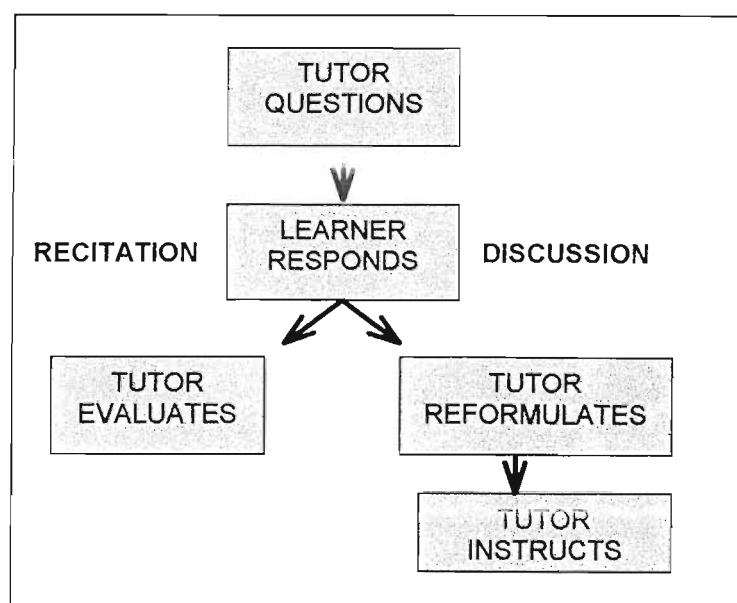 TUTOR
QUESTIONS
RECITATION
LEARNER
RESPONDS
DISCUSSION
TUTOR
EVALUATES
TUTOR
REFORMULATES
TUTOR
INSTRUCTS